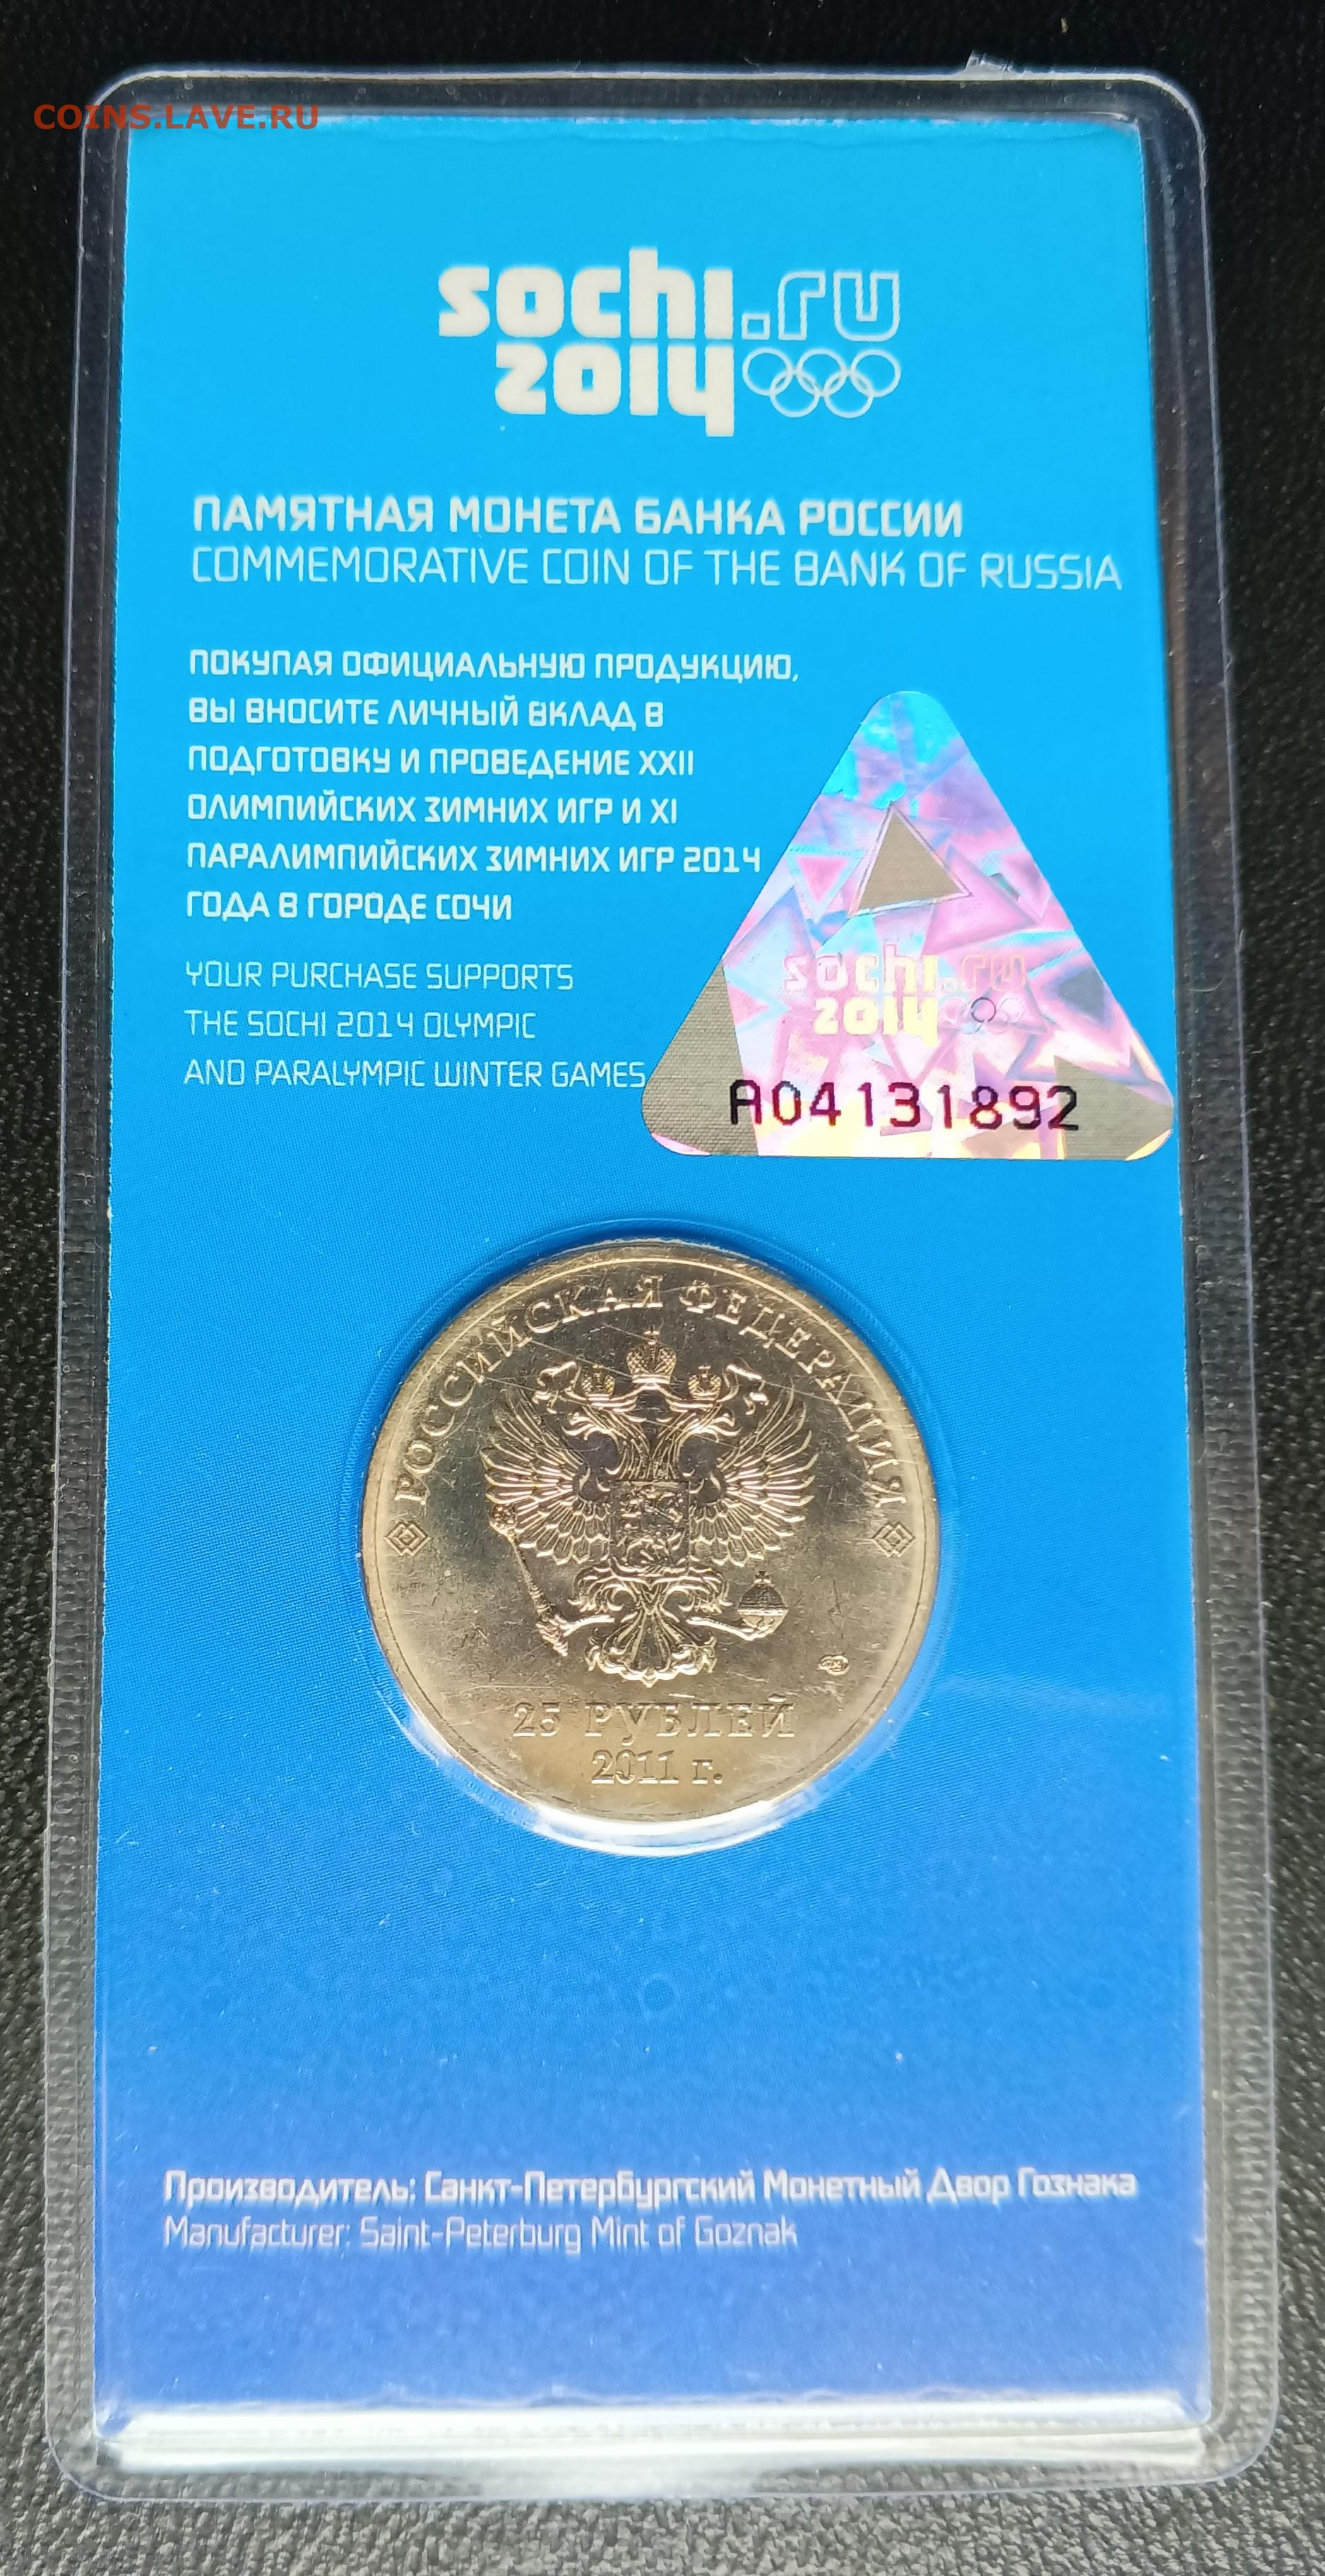 COINS.LAVE.RU
sochi.ru
2014
ПАМЯТНАЯ МОНЕТА БАНКА РОССИИ
COMMEMORATIVE COIN OF THE BANK OF RUSSIA
ПОКУПАЯ ОФИЦИАЛЬНУЮ ПРОДУКЦИЮ,
ВЫ ВНОСИТЕ ЛИЧНЫЙ ВКЛАД В
ПОДГОТОВКУ И ПРОВЕДЕНИЕ XXII
ОЛИМПИЙСКИХ ЗИМНИХ ИГР И XI
ПАРАЛИМПИЙСКИХ ЗИМНИХ ИГР 2014
ГОДА В ГОРОДЕ СОЧИ
YOUR PURCHASE SUPPORTS
THE SOCHI 2014 OLYMPIC
AND PARALYMPIC WINTER GAMES
sochi.ru
2014
A04131892
РОССИЙСКАЯ ФЕДЕРАЦИЯ
25 РУБЛЕЙ
2011 г.
Производитель: Санкт-Петербургский Монетный Двор Гознака
Manufacturer: Saint-Peterburg Mint of Goznak